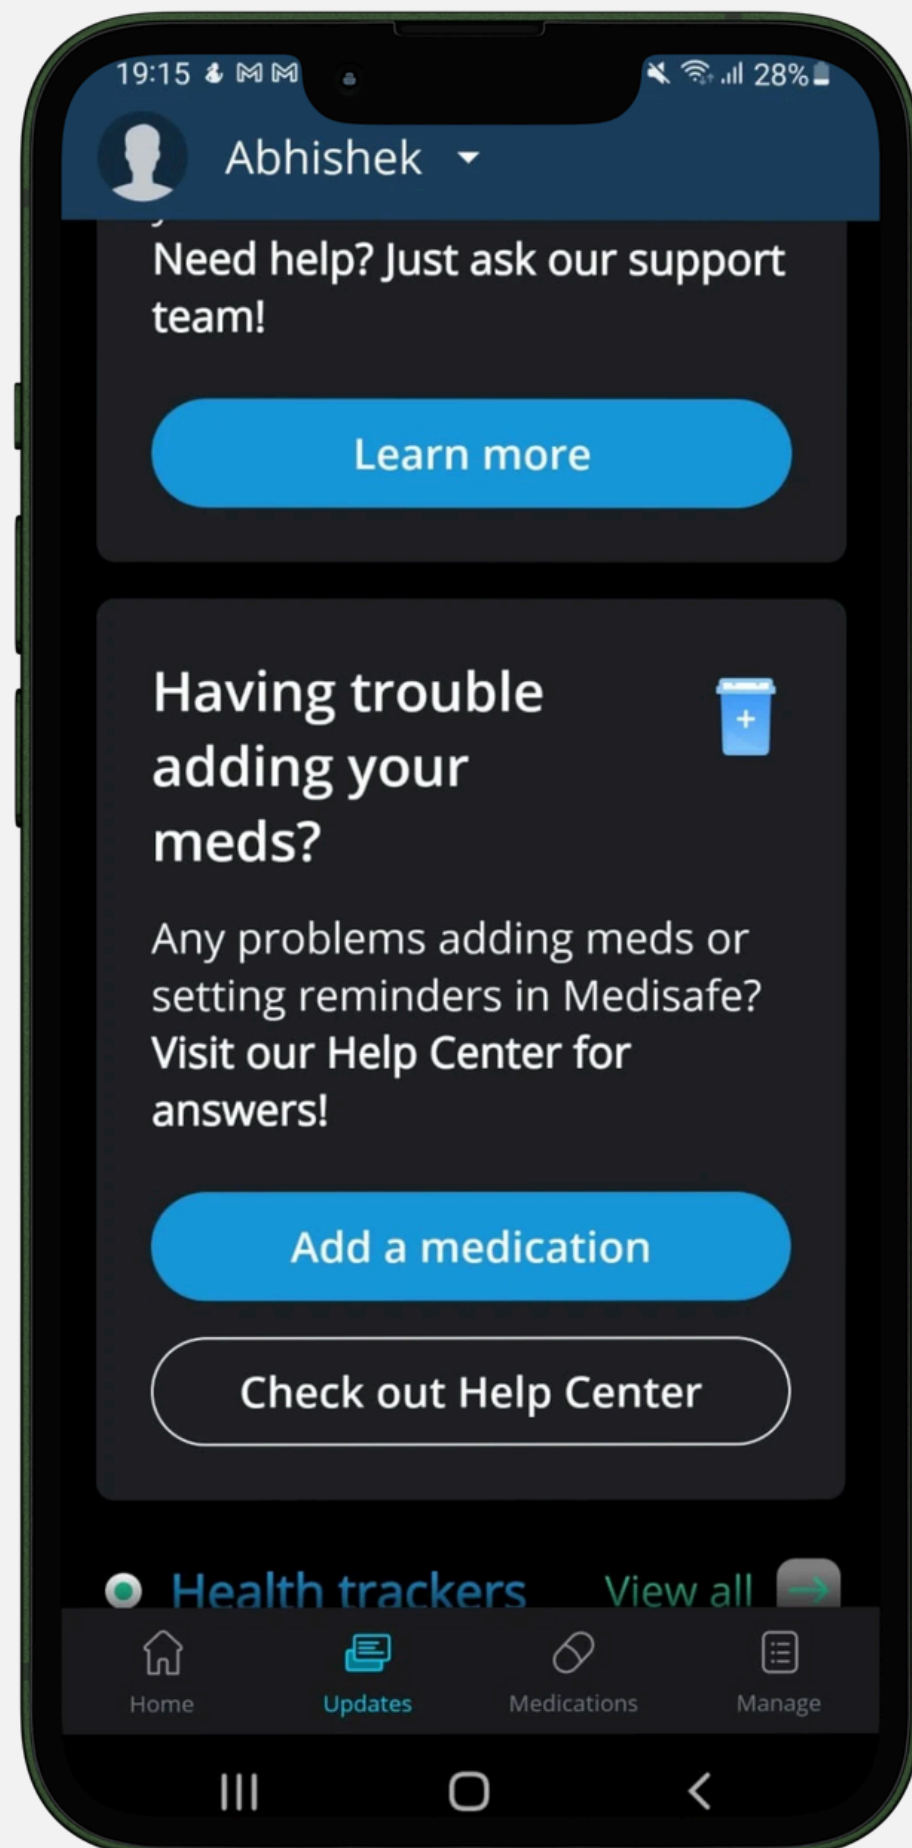 19:15
28%
Abhishek
Need help? Just ask our support
team!
Learn more
Having trouble
adding your
meds?
Any problems adding meds or
setting reminders in Medisafe?
Visit our Help Center for
answers!
Add a medication
Check out Help Center
Health trackers View all
Home Updates Medications Manage